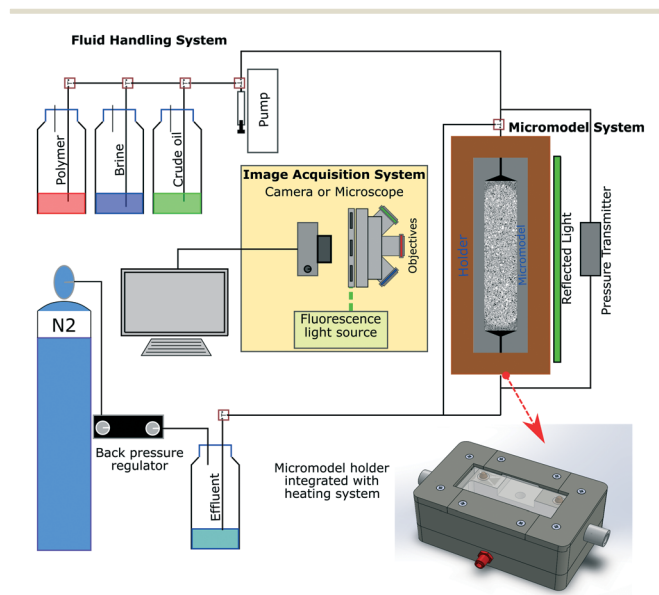 Fluid Handling System
Polymer
Brine
Crude oil
Pump
Micromodel System
Image Acquisition System
Camera or Microscope
Objectives
Fluorescence
light source
Holder
Micromodel
Reflected Light
Pressure Transmitter
N2
Back pressure
regulator
Effluent
Micromodel holder
integrated with
heating system